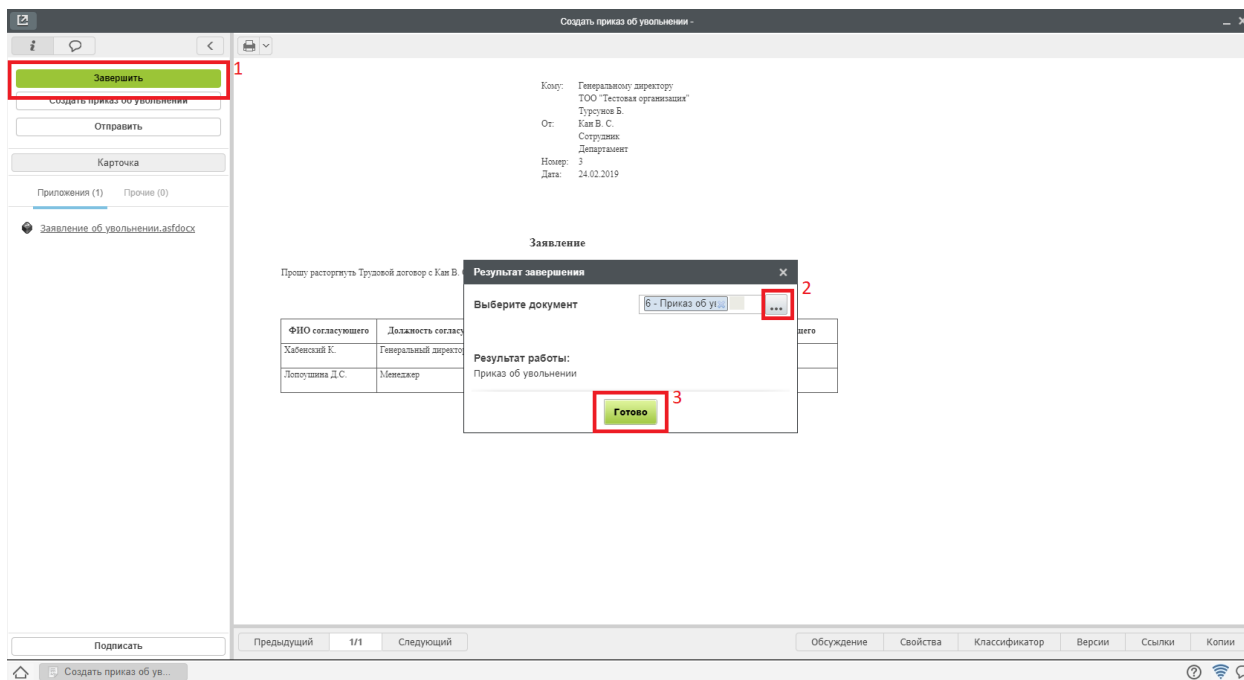 Создать приказ об увольнении -
Завершить
1
Создать приказ об увольнении
Отправить
Карточка
Приложения (1) Прочие (0)
Заявление об увольнении.asfdocx
Кому: Генеральному директору
ТОО "Тестовая организация"
Турсунов Б.
От: Кан В. С.
Сотрудник
Департамент
Номер: 3
Дата: 24.02.2019
Заявление
Прошу расторгнуть Трудовой договор с Кан В.
ФИО согласующего Должность согласу
Хабенский К. Генеральный директор
Лопоушина Д.С. Менеджер
Результат завершения
Выберите документ 6 - Приказ об у ...
2
Результат работы:
Приказ об увольнении
Готово
3
щего
Подписать
Предыдущий 1/1 Следующий
Обсуждение Свойства Классификатор Версии Ссылки Копии
Создать приказ об ув...